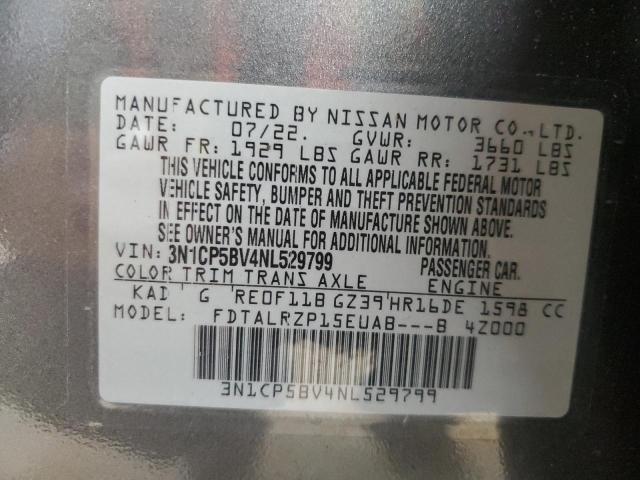 MANUFACTURED BY NISSAN MOTOR CO.,LTD.
DATE: 07/22. GVWR: 3660 LBS
GAWR FR: 1929 LBS GAWR RR: 1731 LBS
THIS VEHICLE CONFORMS TO ALL APPLICABLE FEDERAL MOTOR
VEHICLE SAFETY, BUMPER AND THEFT PREVENTION STANDARDS
IN EFFECT ON THE DATE OF MANUFACTURE SHOWN ABOVE.
SEE OWNER'S MANUAL FOR ADDITIONAL INFORMATION.
VIN: 3N1CP5BV4NL529799 PASSENGER CAR.
COLOR TRIM TRANS AXLE ENGINE
KAD G RE0F11B GZ39 HR16DE 1598 CC
MODEL: FDTALRZP15EUAB---B 4Z000
3N1CP5BV4NL529799